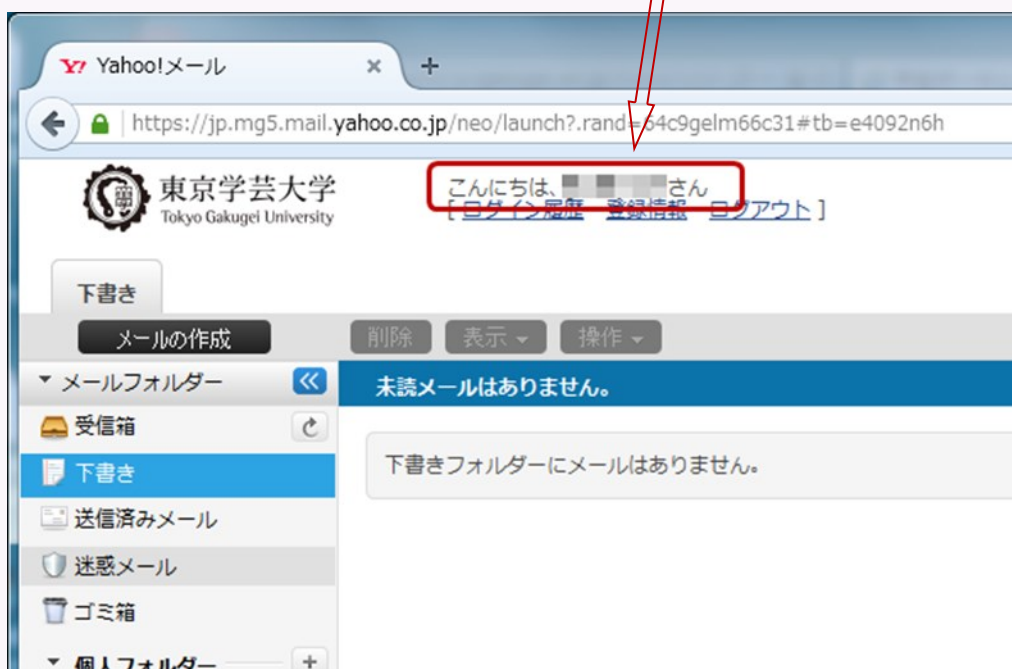 Yahoo!メール
https://jp.mg5.mail.yahoo.co.jp/neo/launch?.rand=64c9gelm66c31#tb=e4092n6h
東京学芸大学
Tokyo Gakugei University
こんにちは、さん
[ ログイン履歴 登録情報 ログアウト ]
下書き
メールの作成 削除 表示 操作
メールフォルダー
未読メールはありません。
受信箱
下書き
下書きフォルダーにメールはありません。
送信済みメール
迷惑メール
ゴミ箱
個人フォルダー